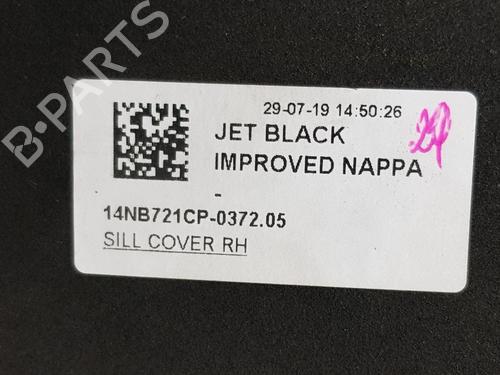 B-PARTS
29-07-19 14:50:26
JET BLACK
IMPROVED NAPPA
-
14NB721CP-0372.05
SILL COVER RH